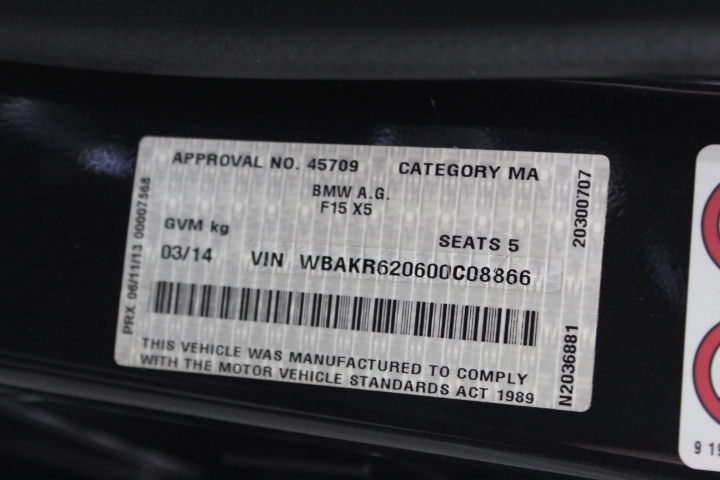 APPROVAL NO. 45709 CATEGORY MA
BMW A.G.
F15 X5
GVM kg
SEATS 5
03/14 VIN WBAKR620600C08866
THIS VEHICLE WAS MANUFACTURED TO COMPLY
WITH THE MOTOR VEHICLE STANDARDS ACT 1989
PRX 06/11/13 00007568
20300707
N2036881